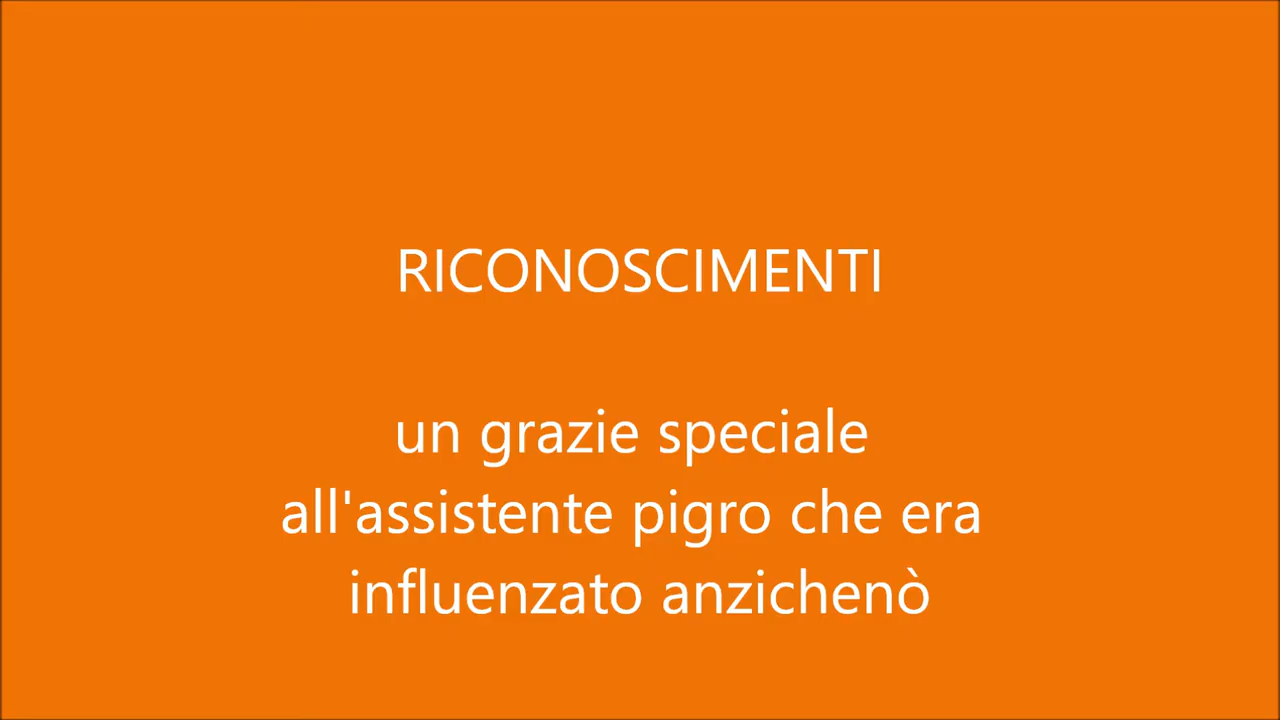 RICONOSCIMENTI
un grazie speciale
all'assistente pigro che era
influenzato anzichenò